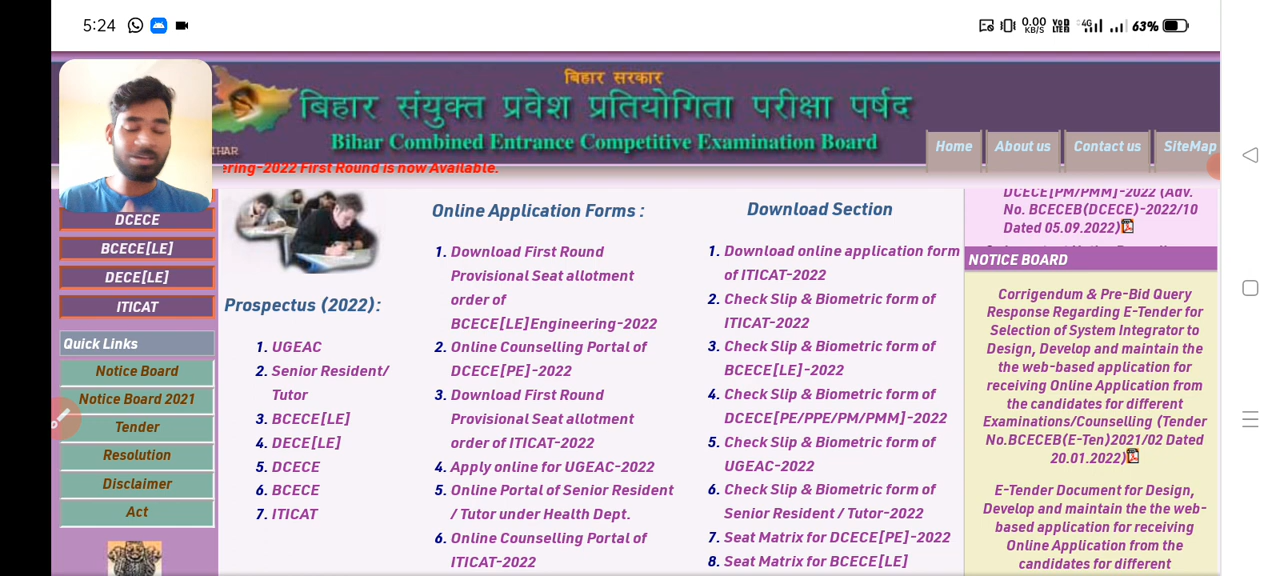 5:24
0.00 KB/S
Vo LTE
4G
63%
बिहार सरकार
बिहार संयुक्त प्रवेश प्रतियोगिता परीक्षा पर्षद
Bihar Combined Entrance Competitive Examination Board
BIHAR
Home
About us
Contact us
SiteMap
ering-2022 First Round is now Available.
DCECE
BCECE[LE]
DECE[LE]
ITICAT
Quick Links
Notice Board
Notice Board 2021
Tender
Resolution
Disclaimer
Act
Prospectus (2022):
1. UGEAC
2. Senior Resident/
Tutor
3. BCECE[LE]
4. DECE[LE]
5. DCECE
6. BCECE
7. ITICAT
Online Application Forms :
1. Download First Round
Provisional Seat allotment
order of
BCECE[LE]Engineering-2022
2. Online Counselling Portal of
DCECE[PE]-2022
3. Download First Round
Provisional Seat allotment
order of ITICAT-2022
4. Apply online for UGEAC-2022
5. Online Portal of Senior Resident
/ Tutor under Health Dept.
6. Online Counselling Portal of
ITICAT-2022
Download Section
1. Download online application form
of ITICAT-2022
2. Check Slip & Biometric form of
ITICAT-2022
3. Check Slip & Biometric form of
BCECE[LE]-2022
4. Check Slip & Biometric form of
DCECE[PE/PPE/PM/PMM]-2022
5. Check Slip & Biometric form of
UGEAC-2022
6. Check Slip & Biometric form of
Senior Resident / Tutor-2022
7. Seat Matrix for DCECE[PE]-2022
8. Seat Matrix for BCECE[LE]
DCECE[PM/PMM]-2022 (Adv.
No. BCECEB(DCECE)-2022/10
Dated 05.09.2022)
NOTICE BOARD
Corrigendum & Pre-Bid Query
Response Regarding E-Tender for
Selection of System Integrator to
Design, Develop and maintain the
the web-based application for
receiving Online Application from
the candidates for different
Examinations/Counselling (Tender
No.BCECEB(E-Ten)2021/02 Dated
20.01.2022)
E-Tender Document for Design,
Develop and maintain the the web-
based application for receiving
Online Application from the
candidates for different